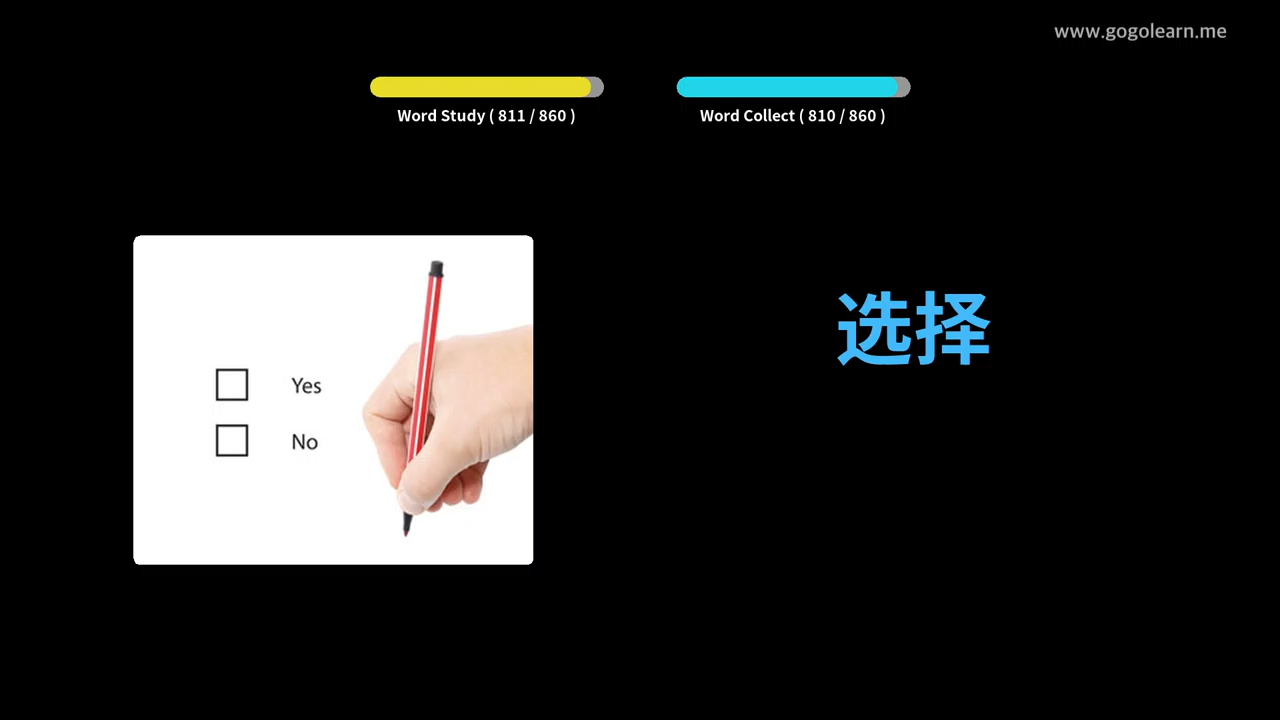 www.gogolearn.me
Word Study ( 811 / 860 )
Word Collect ( 810 / 860 )
Yes
No
选择